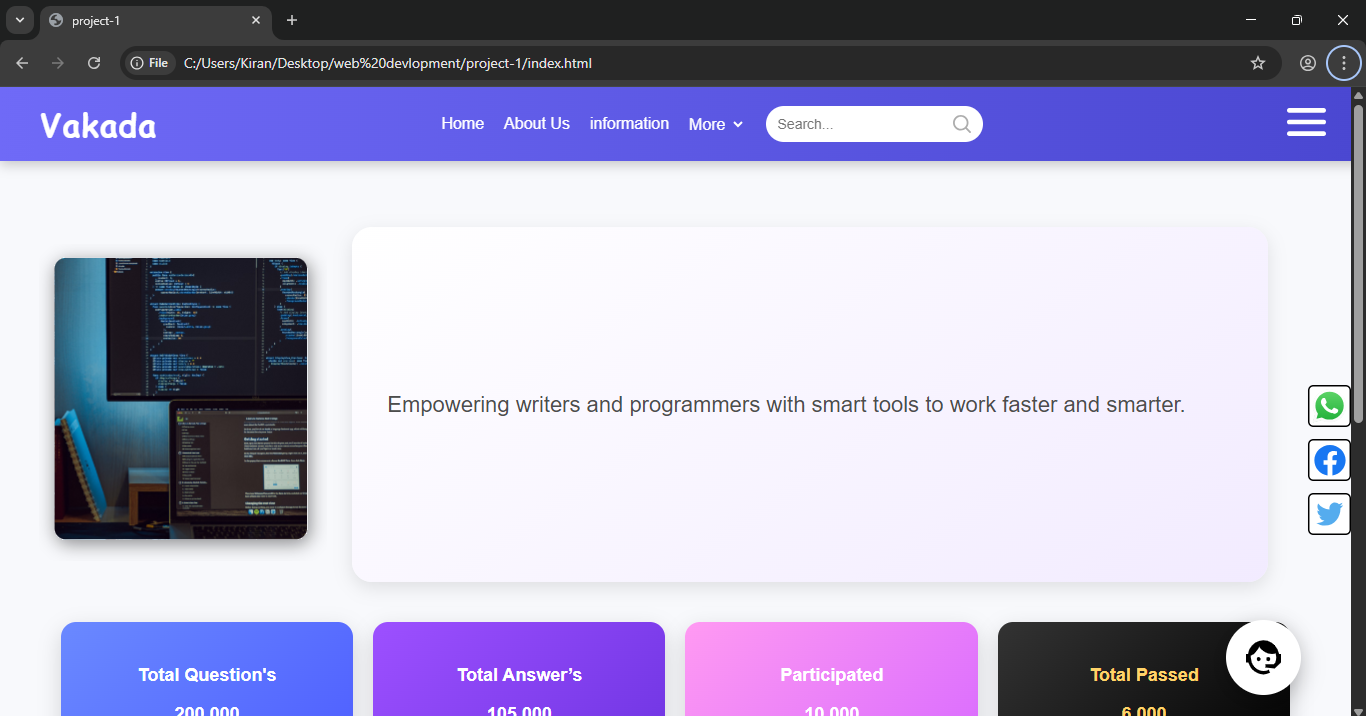 project-1
File
C:/Users/Kiran/Desktop/web%20devlopment/project-1/index.html
Vakada
Home
About Us
information
More
Search...
Empowering writers and programmers with smart tools to work faster and smarter.
Total Question's
200,000
Total Answer’s
105,000
Participated
10,000
Total Passed
6,000